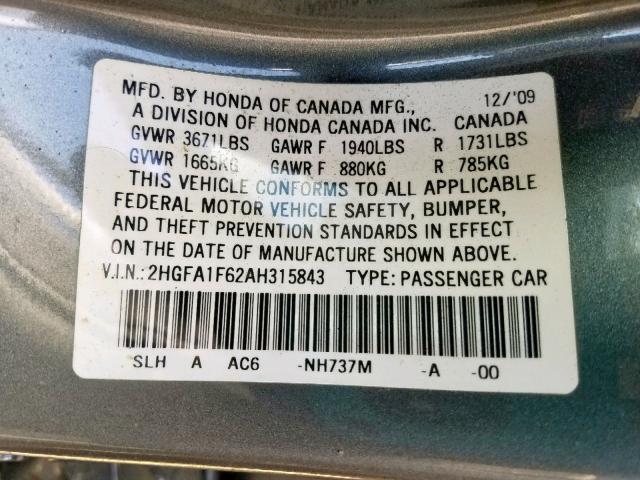 MFD. BY HONDA OF CANADA MFG., 12/'09
A DIVISION OF HONDA CANADA INC. CANADA
GVWR 3671LBS GAWR F 1940LBS R 1731LBS
GVWR 1665KG GAWR F 880KG R 785KG
THIS VEHICLE CONFORMS TO ALL APPLICABLE
FEDERAL MOTOR VEHICLE SAFETY, BUMPER,
AND THEFT PREVENTION STANDARDS IN EFFECT
ON THE DATE OF MANUFACTURE SHOWN ABOVE.
V.I.N.: 2HGFA1F62AH315843 TYPE: PASSENGER CAR
SLH A AC6 -NH737M -A -00